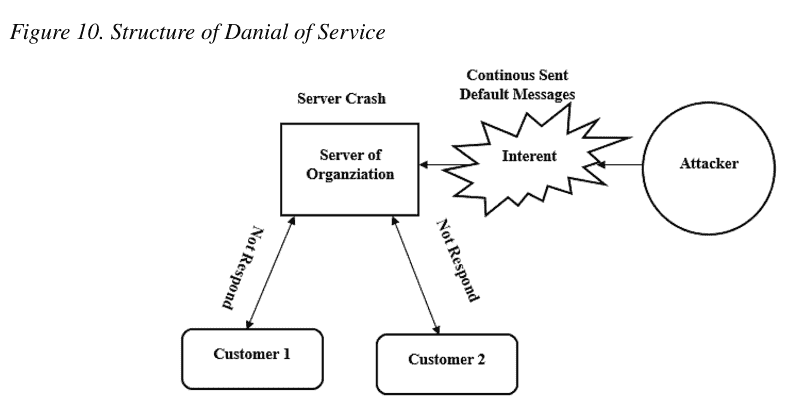 Figure 10. Structure of Danial of Service
Continous Sent
Default Messages
Server Crash
Server of
Organziation
Interent
Attacker
Not Respond
Not Respond
Customer 1
Customer 2